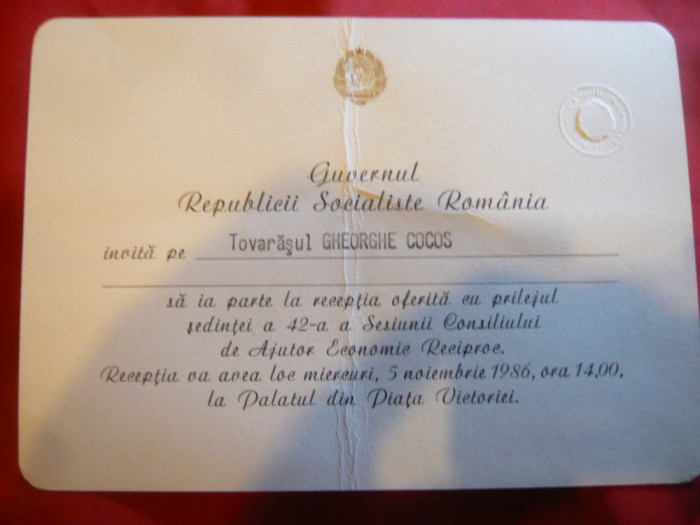 Guvernul
Republicii Socialiste România
invită pe Tovarăşul GHEORGHE COCOS
să ia parte la recepţia oferită cu prilejul
şedinţei a 42-a a Sesiunii Consiliului
de Ajutor Economic Reciproc.
Recepţia va avea loc miercuri, 5 noiembrie 1986, ora 14,00,
la Palatul din Piaţa Victoriei.